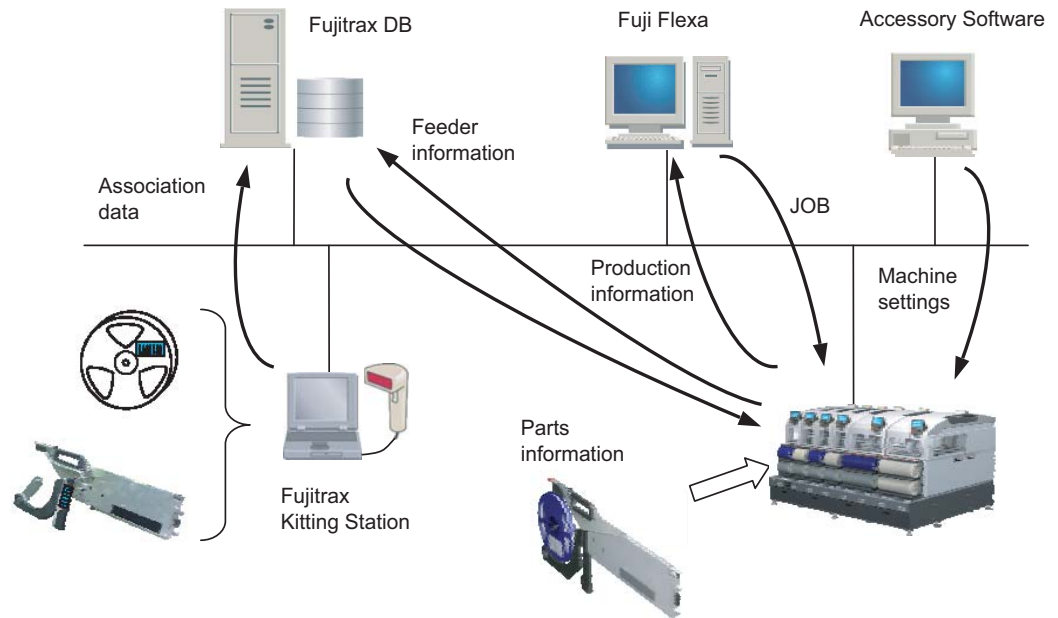 Fujitrax DB
Fuji Flexa
Accessory Software
Feeder
information
Association
data
JOB
Production
information
Machine
settings
Parts
information
Fujitrax
Kitting Station